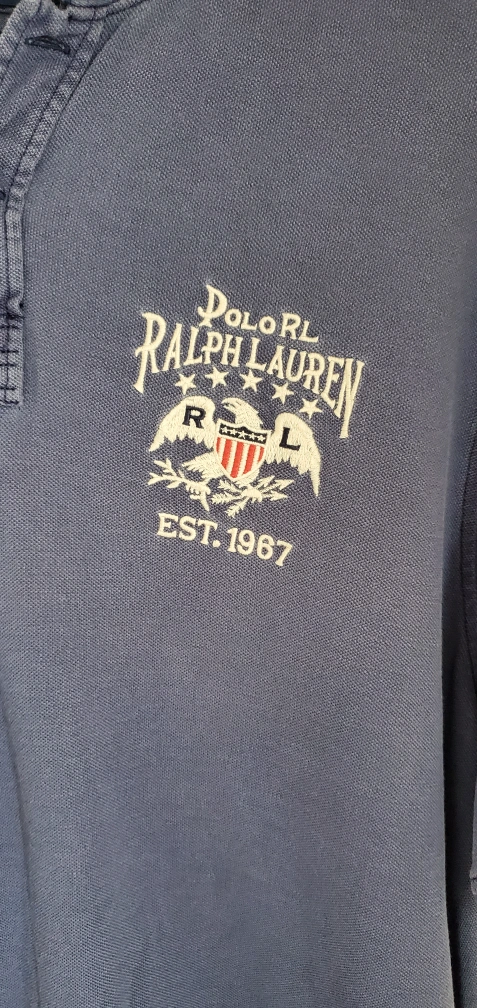 POLO RL
RALPH LAUREN
R L
EST. 1967